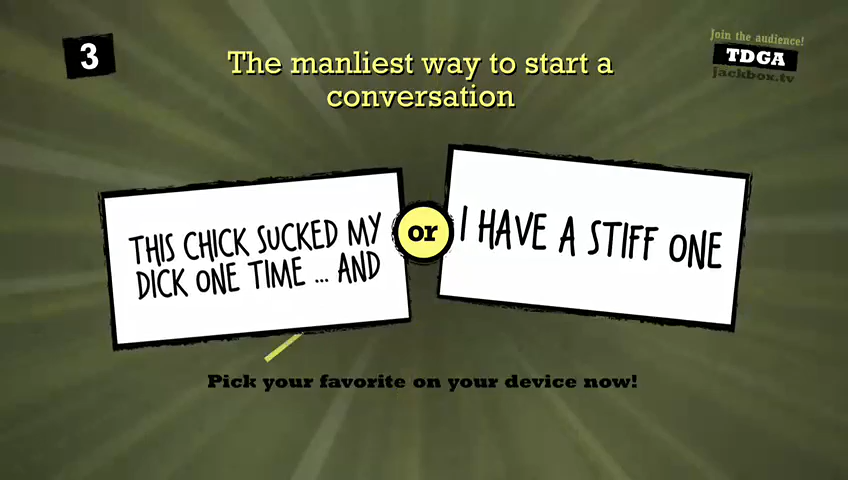 3
The manliest way to start a
conversation
Join the audience!
TDGA
jackbox.tv
THIS CHICK SUCKED MY
DICK ONE TIME ... AND
or
I HAVE A STIFF ONE
Pick your favorite on your device now!